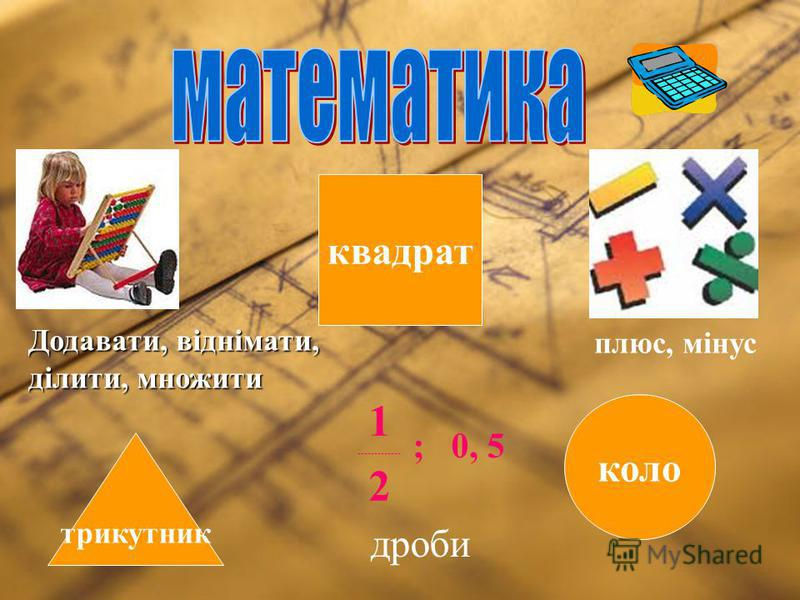 математика
квадрат
Додавати, віднімати,
ділити, множити
плюс, мінус
1
2
; 0, 5
дроби
трикутник
коло
MyShared